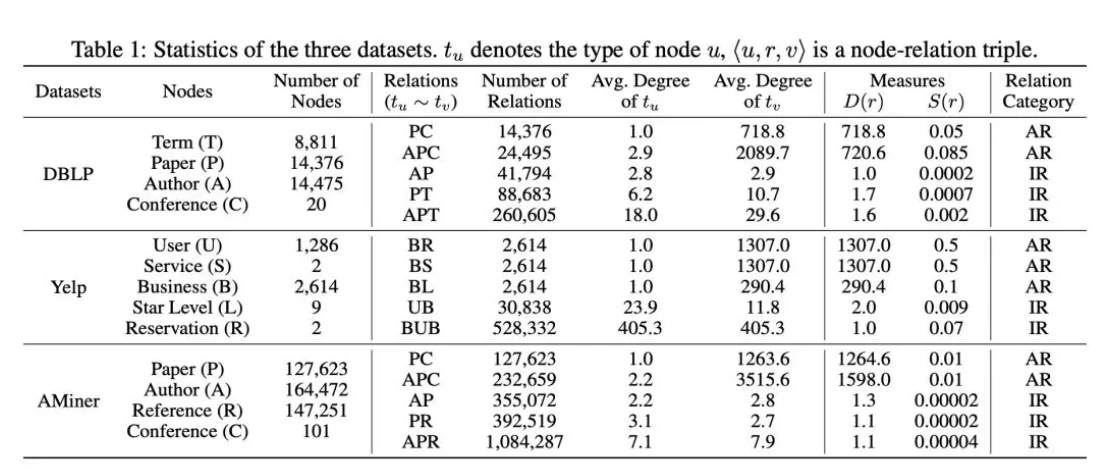 Table 1: Statistics of the three datasets. t_u denotes the type of node u, ⟨u, r, v⟩ is a node-relation triple.
Datasets Nodes Number of Nodes Relations (t_u ∼ t_v) Number of Relations Avg. Degree of t_u Avg. Degree of t_v Measures D(r) S(r) Relation Category
DBLP
Term (T) 8,811
Paper (P) 14,376
Author (A) 14,475
Conference (C) 20
PC 14,376 1.0 718.8 718.8 0.05 AR
APC 24,495 2.9 2089.7 720.6 0.085 AR
AP 41,794 2.8 2.9 1.0 0.0002 IR
PT 88,683 6.2 10.7 1.7 0.0007 IR
APT 260,605 18.0 29.6 1.6 0.002 IR
Yelp
User (U) 1,286 BR 2,614 1.0 1307.0 1307.0 0.5 AR
Service (S) 2 BS 2,614 1.0 1307.0 1307.0 0.5 AR
Business (B) 2,614 BL 2,614 1.0 290.4 290.4 0.1 AR
Star Level (L) 9 UB 30,838 23.9 11.8 2.0 0.009 IR
Reservation (R) 2 BUB 528,332 405.3 405.3 1.0 0.07 IR
AMiner
Paper (P) 127,623
Author (A) 164,472
Reference (R) 147,251
Conference (C) 101
PC 127,623 1.0 1263.6 1264.6 0.01 AR
APC 232,659 2.2 3515.6 1598.0 0.01 AR
AP 355,072 2.2 2.8 1.3 0.00002 IR
PR 392,519 3.1 2.7 1.1 0.00002 IR
APR 1,084,287 7.1 7.9 1.1 0.00004 IR